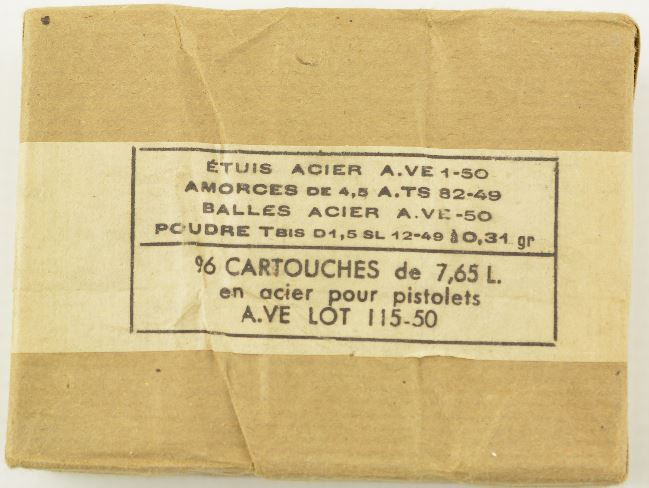 ÉTUIS ACIER A.VE 1-50
AMORCES DE 4,5 A.TS 82-49
BALLES ACIER A.VE-50
POUDRE TBIS D1,5 SL 12-49 à 0,31 gr
96 CARTOUCHES de 7,65 L.
en acier pour pistolets
A.VE LOT 115-50